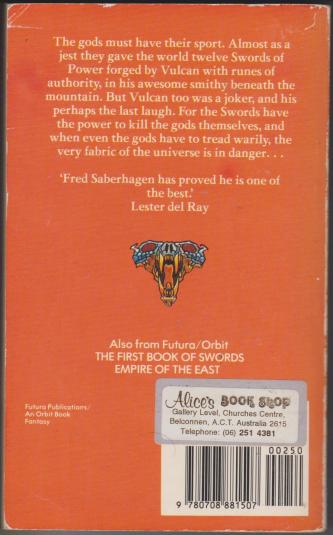 The gods must have their sport. Almost as a
jest they gave the world twelve Swords of
Power forged by Vulcan with runes of
authority, in his awesome smithy beneath the
mountain. But Vulcan too was a joker, and his
perhaps the last laugh. For the Swords have
the power to kill the gods themselves, and
when even the gods have to tread warily, the
very fabric of the universe is in danger. . .
'Fred Saberhagen has proved he is one of
the best.'
Lester del Ray
Also from Futura/Orbit
THE FIRST BOOK OF SWORDS
EMPIRE OF THE EAST
Futura Publications/
An Orbit Book
Fantasy
Alice's BOOK SHOP
Gallery Level, Churches Centre,
Belconnen, A.C.T. Australia 2615
Telephone: (06) 251 4381
00250
9 780708 881507